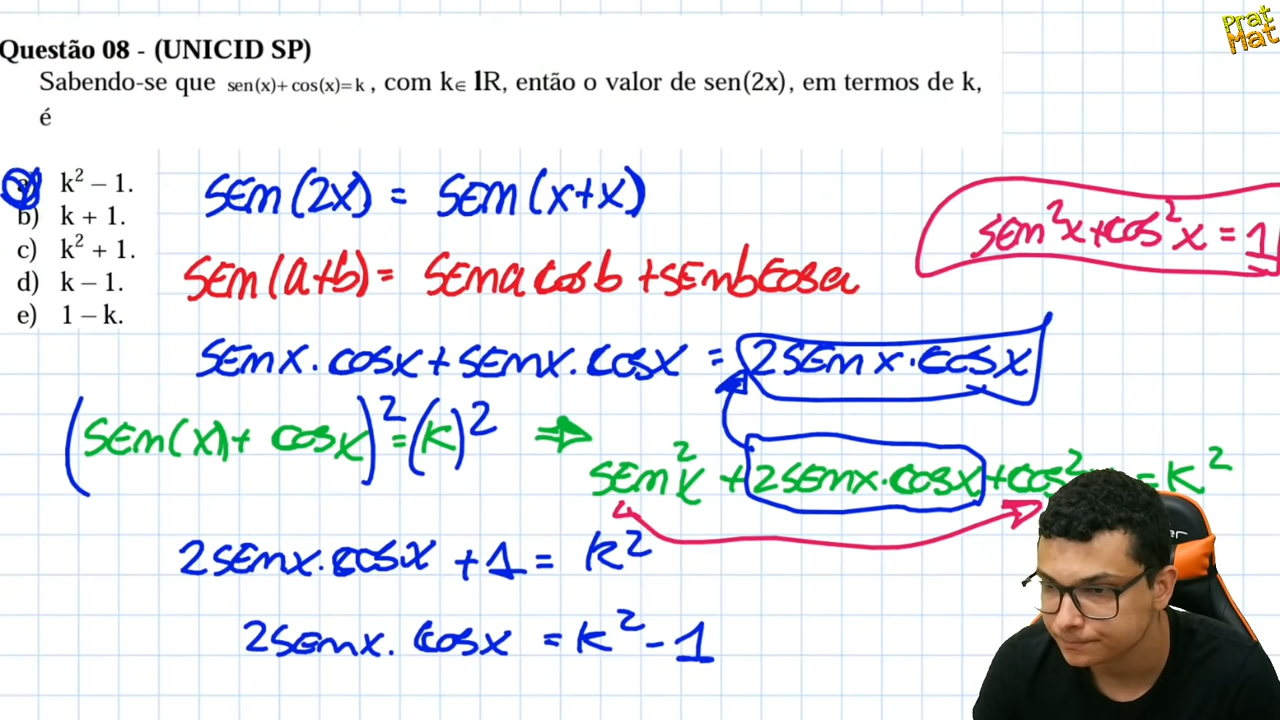 Prat
Mat
Questão 08 - (UNICID SP)
Sabendo-se que sen(x)+cos(x)=k, com k∈ IR, então o valor de sen(2x), em termos de k,
é
a) k² – 1.
b) k + 1.
c) k² + 1.
d) k – 1.
e) 1 – k.
sen(2x) = sen(x+x)
sen²x+cos²x = 1
sen(a+b) = sena cosb + senb cosa
senx.cosx + senx.cosx = 2senx.cosx
(sen(x)+ cosx)² = (k)² ⇒ sen²x + 2senx.cosx + cos² = k²
2senx.cosx + 1 = k²
2senx.cosx = k² - 1